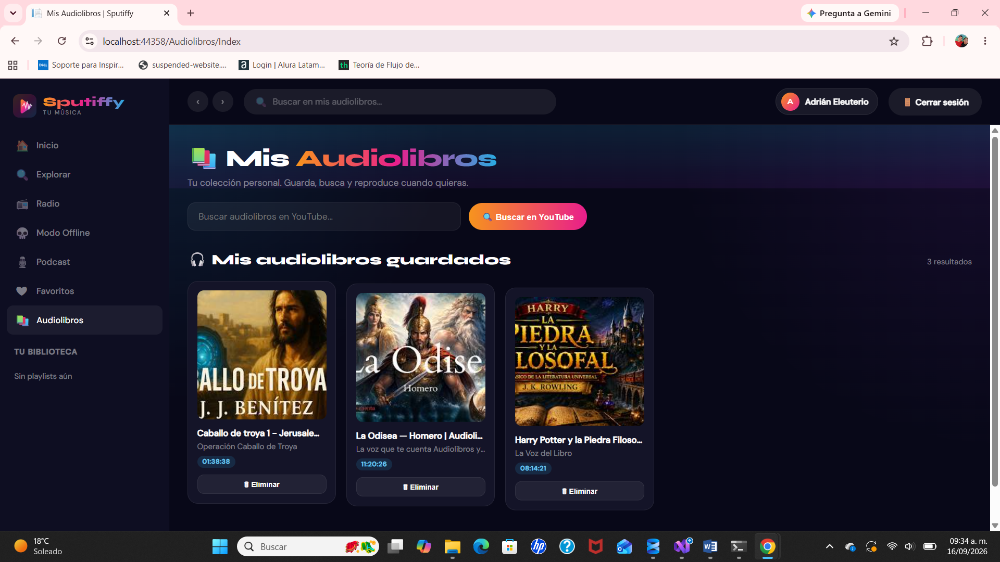 Mis Audiolibros | Sputiffy
Pregunta a Gemini
localhost:44358/Audiolibros/Index
DELL Soporte para Inspir...
suspended-website....
a Login | Alura Latam...
th Teoría de Flujo de...
Sputiffy
TU MÚSICA
Buscar en mis audiolibros...
A Adrián Eleuterio
Cerrar sesión
Inicio
Explorar
Radio
Modo Offline
Podcast
Favoritos
Audiolibros
TU BIBLIOTECA
Sin playlists aún
Mis Audiolibros
Tu colección personal. Guarda, busca y reproduce cuando quieras.
Buscar audiolibros en YouTube...
Buscar en YouTube
Mis audiolibros guardados
3 resultados
ALLO DE TROYA
J. J. BENÍTEZ
Caballo de troya 1 - Jerusale...
Operación Caballo de Troya
01:38:38
Eliminar
La Odise
Homero
cuenta
La Odisea — Homero | Audioli...
La voz que te cuenta Audiolibros y...
11:20:26
Eliminar
HARRY
LA
PIEDRA
Y LA
LOSOFAL
SICO DE LA LITERATURA UNIVERSAL
J. K. ROWLING
Harry Potter y la Piedra Filoso...
La Voz del Libro
08:14:21
Eliminar
18°C
Soleado
Buscar
hp
09:34 a. m.
16/09/2026